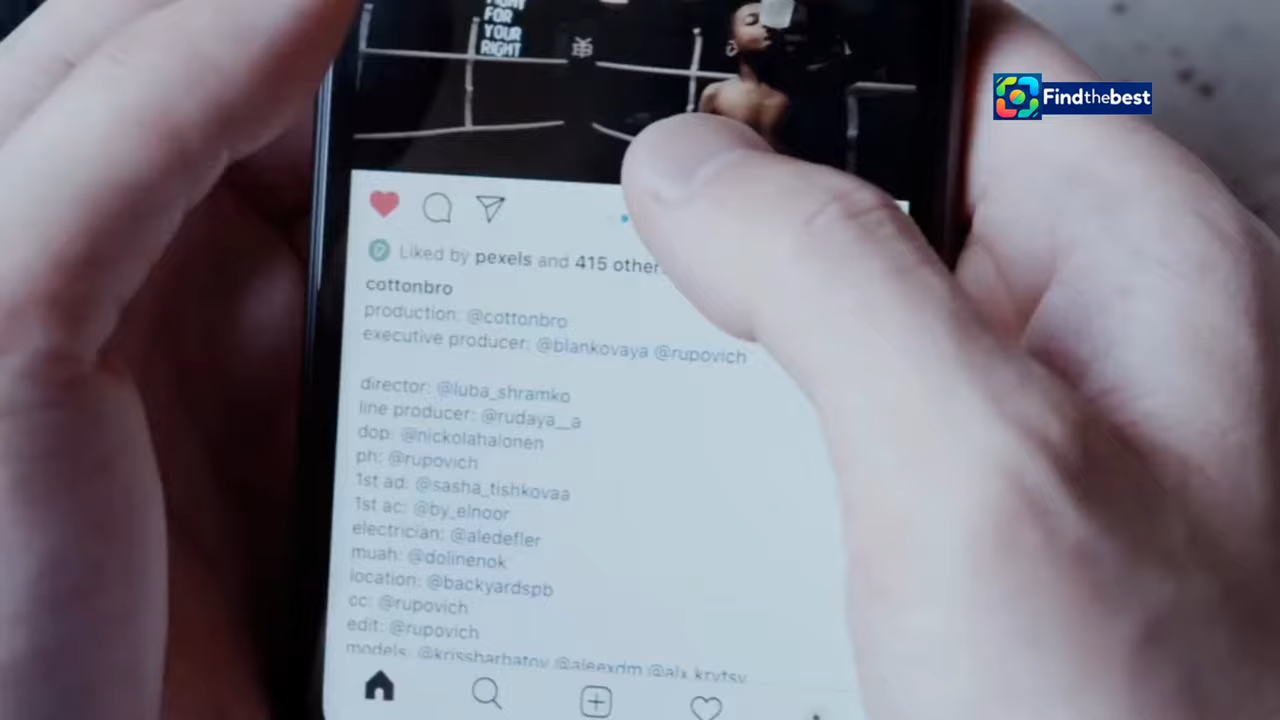 FOR
YOUR
RIGHT
Findthebest
Liked by pexels and 415 other
cottonbro
production: @cottonbro
executive producer: @blankovaya @rupovich
director: @luba_shramko
line producer: @rudaya__a
dop: @nickolahalonen
ph: @rupovich
1st ad: @sasha_tishkovaa
1st ac: @by_elnoor
electrician: @aledefler
muah: @dolinenok
location: @backyardspb
cc: @rupovich
edit: @rupovich
models: @krissharbatov @aleexdm @alx.krytsv